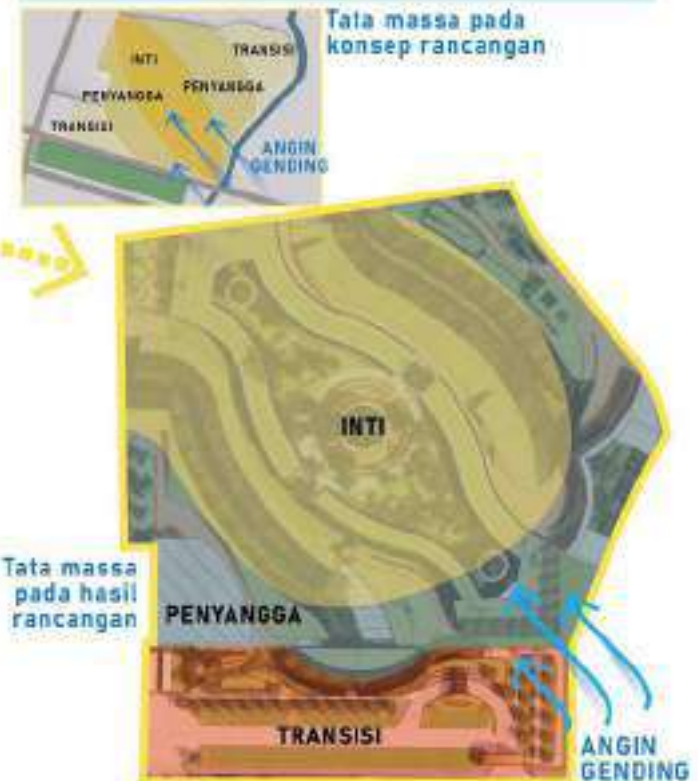 Tata massa pada
konsep rancangan
INTI
TRANSISI
PENYANGGA
PENYANGGA
TRANSISI
ANGIN
GENDING
INTI
Tata massa
pada hasil
rancangan
PENYANGGA
TRANSISI
ANGIN
GENDING